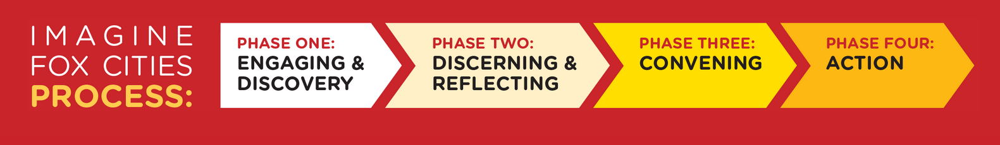 IMAGINE
FOX CITIES
PROCESS:
PHASE ONE:
ENGAGING &
DISCOVERY
PHASE TWO:
DISCERNING &
REFLECTING
PHASE THREE:
CONVENING
PHASE FOUR:
ACTION